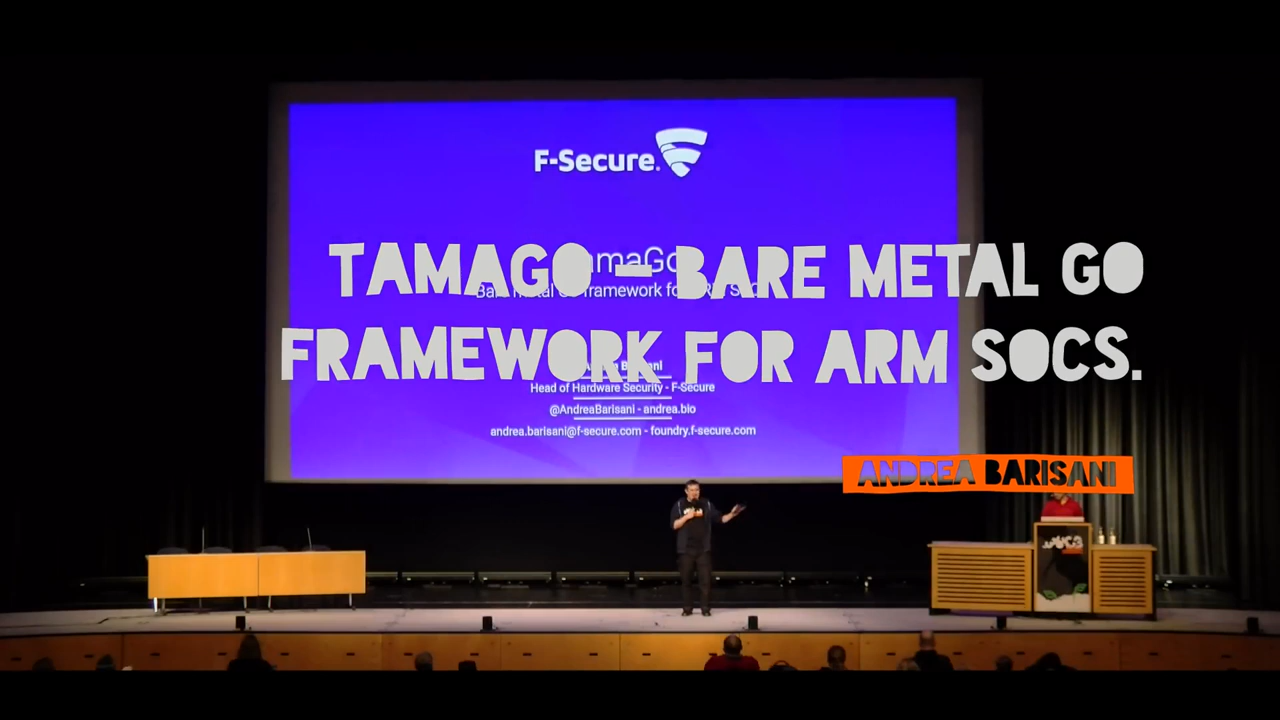 F-Secure.
TAMAGO - BARE METAL GO
FRAMEWORK FOR ARM SOCS.
Head of Hardware Security - F-Secure
@AndreaBarisani - andrea.bio
andrea.barisani@f-secure.com - foundry.f-secure.com
ANDREA BARISANI